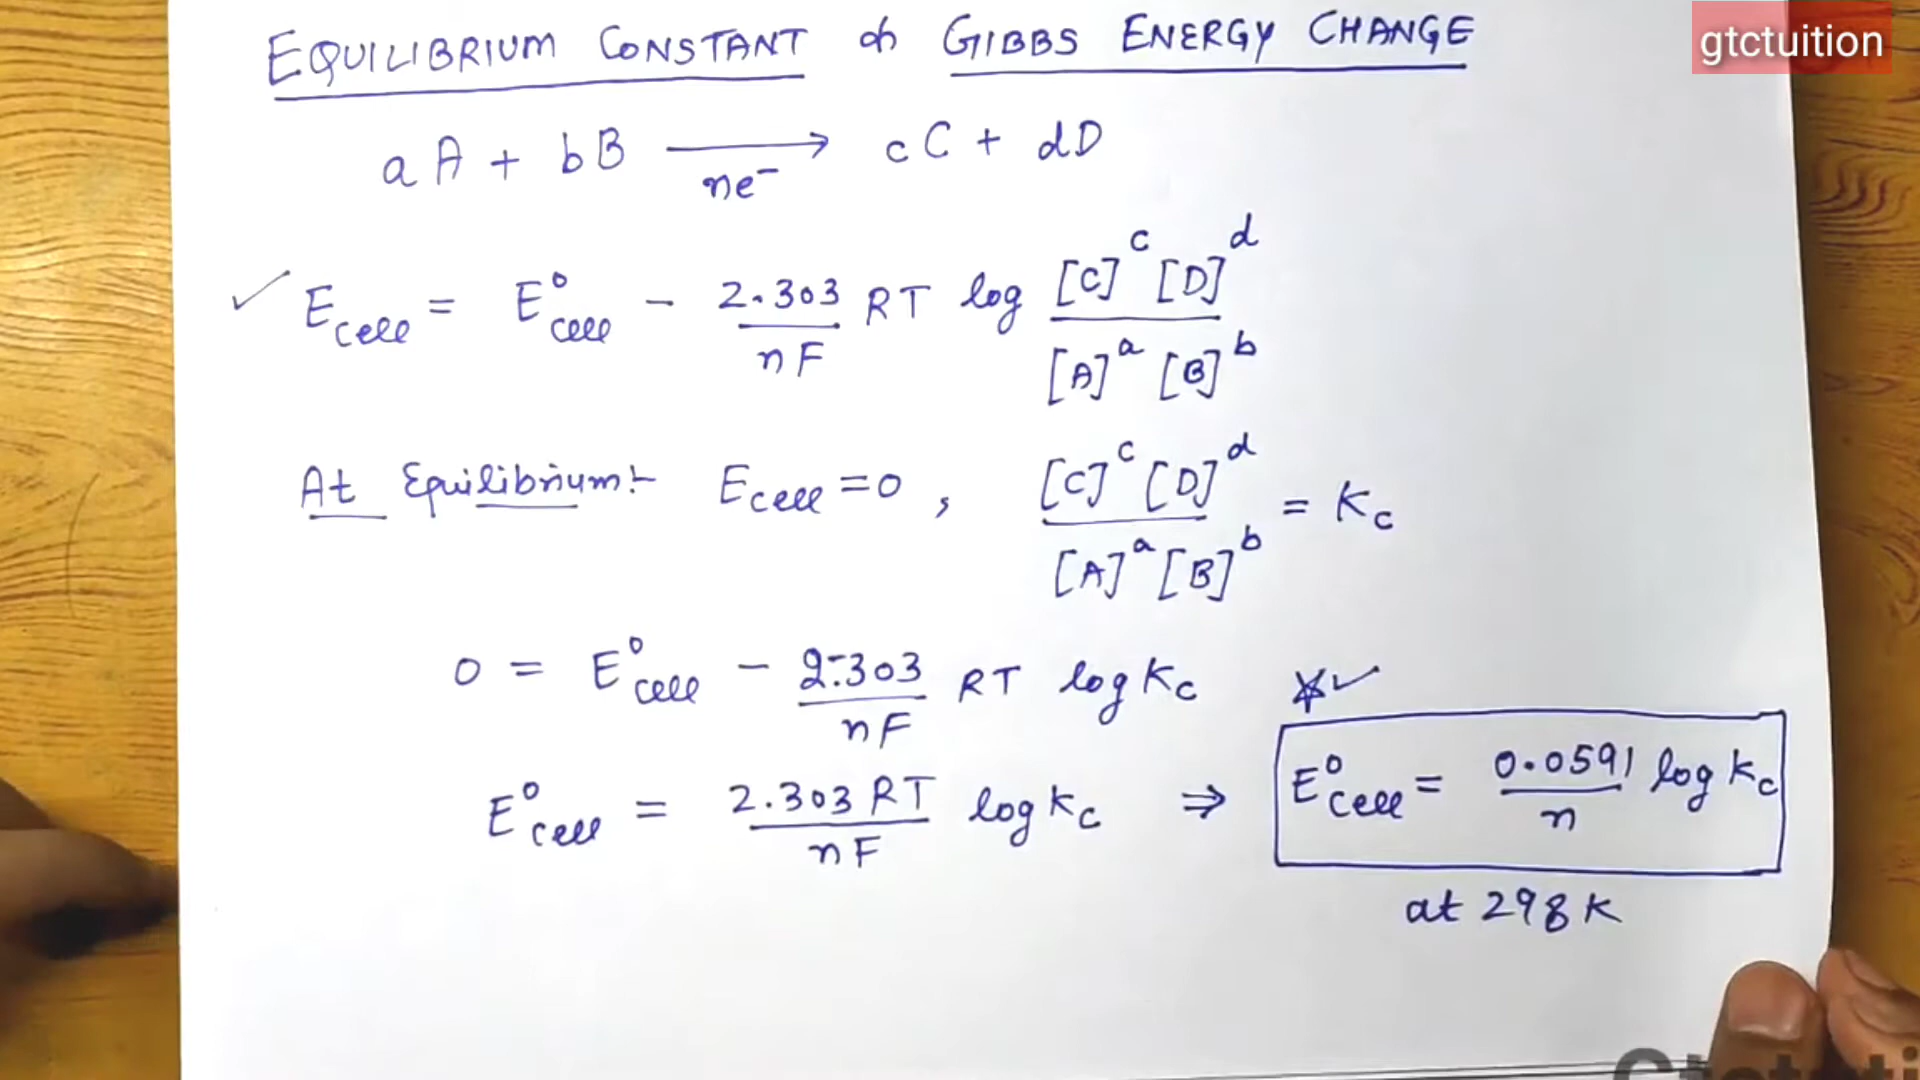 EQUILIBRIUM CONSTANT & GIBBS ENERGY CHANGE
gtctuition
aA + bB ⟶ cC + dD
ne⁻
✓ E cell = E° cell − 2.303/nF RT log [C]^c [D]^d / [A]^a [B]^b
At Equilibrium:- E cell = 0 , [C]^c [D]^d / [A]^a [B]^b = Kc
0 = E° cell − 2.303/nF RT log Kc
E° cell = 2.303 RT/nF log Kc ⇒ E° cell = 0.0591/n log Kc
at 298 K